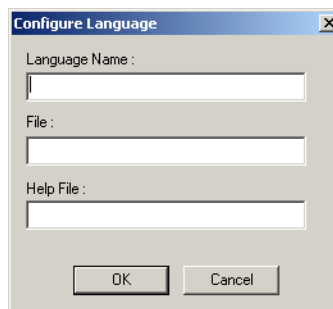 Configure Language
Language Name :
File :
Help File :
OK
Cancel